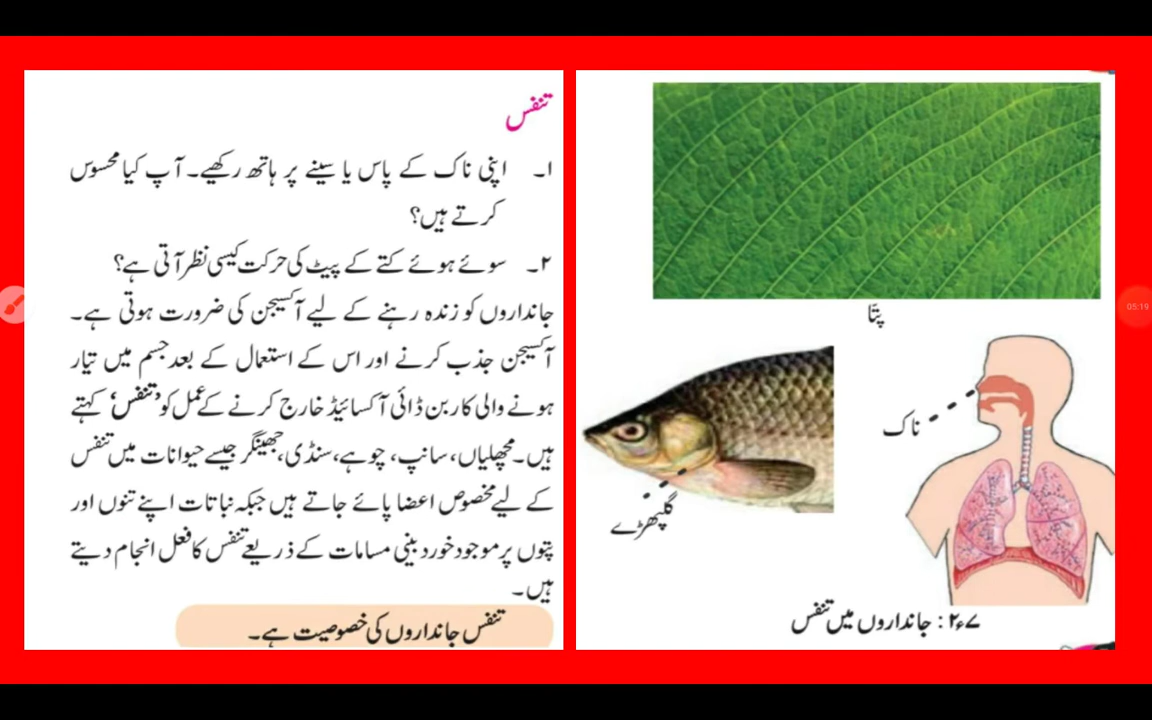 تنفس
۱۔ اپنی ناک کے پاس یا سینے پر ہاتھ رکھیے۔ آپ کیا محسوس
کرتے ہیں؟
۲۔ سوئے ہوئے کتے کے پیٹ کی حرکت کیسی نظر آتی ہے؟
جانداروں کو زندہ رہنے کے لیے آکسیجن کی ضرورت ہوتی ہے۔
آکسیجن جذب کرنے اور اس کے استعمال کے بعد جسم میں تیار
ہونے والی کاربن ڈائی آکسائیڈ خارج کرنے کے عمل کو ’تنفس‘ کہتے
ہیں۔ مچھلیاں، سانپ، چوہے، سنڈی، جھینگر جیسے حیوانات میں تنفس
کے لیے مخصوص اعضا پائے جاتے ہیں جبکہ نباتات اپنے تنوں اور
پتوں پر موجود خوردبینی مسامات کے ذریعے تنفس کا فعل انجام دیتے
ہیں۔
تنفس جانداروں کی خصوصیت ہے۔
پتّا
ناک
گلپھڑے
۲ء۷ : جانداروں میں تنفس
05:19